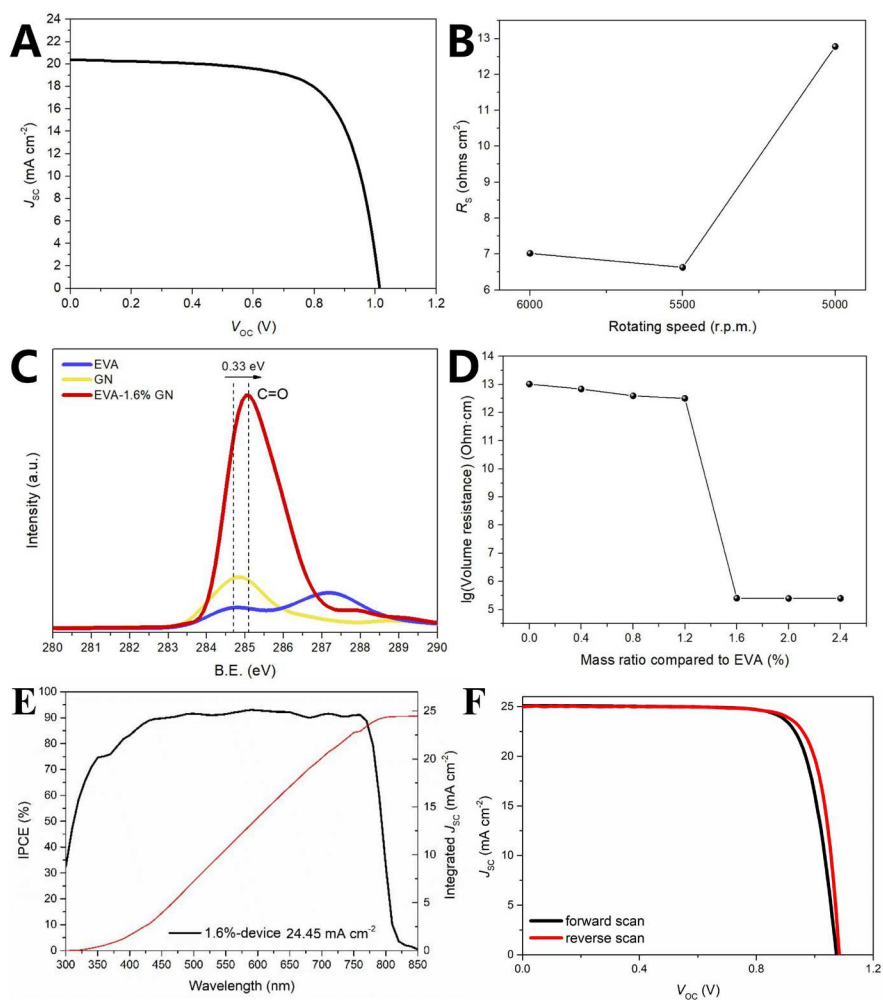 A
24
22
20
18
16
14
12
10
8
6
4
2
0
J_SC (mA cm⁻²)
0.0 0.2 0.4 0.6 0.8 1.0 1.2
V_OC (V)
B
13
12
11
10
9
8
7
6
R_S (ohms cm²)
6000 5500 5000
Rotating speed (r.p.m.)
C
EVA
GN
EVA-1.6% GN
0.33 eV
C=O
Intensity (a.u.)
280 281 282 283 284 285 286 287 288 289 290
B.E. (eV)
D
14
13
12
11
10
9
8
7
6
5
lg(Volume resistance) (Ohm·cm)
0.0 0.4 0.8 1.2 1.6 2.0 2.4
Mass ratio compared to EVA (%)
E
100
90
80
70
60
50
40
30
20
10
0
IPCE (%)
25
20
15
10
5
0
Integrated J_SC (mA cm⁻²)
1.6%-device 24.45 mA cm⁻²
300 350 400 450 500 550 600 650 700 750 800 850
Wavelength (nm)
F
25
20
15
10
5
0
J_SC (mA cm⁻²)
forward scan
reverse scan
0.0 0.4 0.8 1.2
V_OC (V)